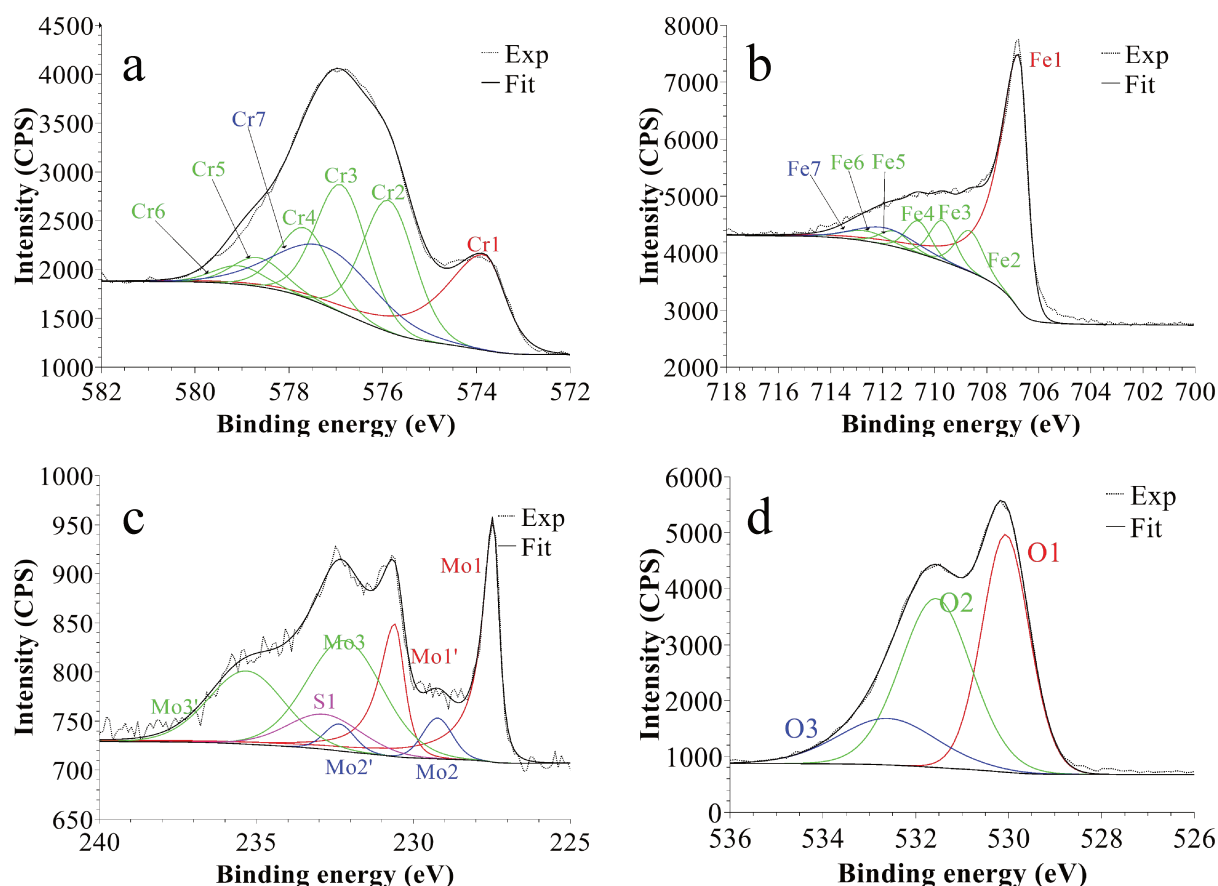 a
Exp
Fit
Cr7
Cr5
Cr6
Cr3
Cr4
Cr2
Cr1
4500
4000
3500
3000
2500
2000
1500
1000
582
580
578
576
574
572
Intensity (CPS)
Binding energy (eV)
b
Exp
Fit
Fe1
Fe7
Fe6
Fe5
Fe4
Fe3
Fe2
8000
7000
6000
5000
4000
3000
2000
718
716
714
712
710
708
706
704
702
700
Intensity (CPS)
Binding energy (eV)
c
Exp
Fit
Mo1
Mo3
Mo1'
Mo3'
S1
Mo2'
Mo2
1000
950
900
850
800
750
700
650
240
235
230
225
Intensity (CPS)
Binding energy (eV)
d
Exp
Fit
O1
O2
O3
6000
5000
4000
3000
2000
1000
0
536
534
532
530
528
526
Intensity (CPS)
Binding energy (eV)